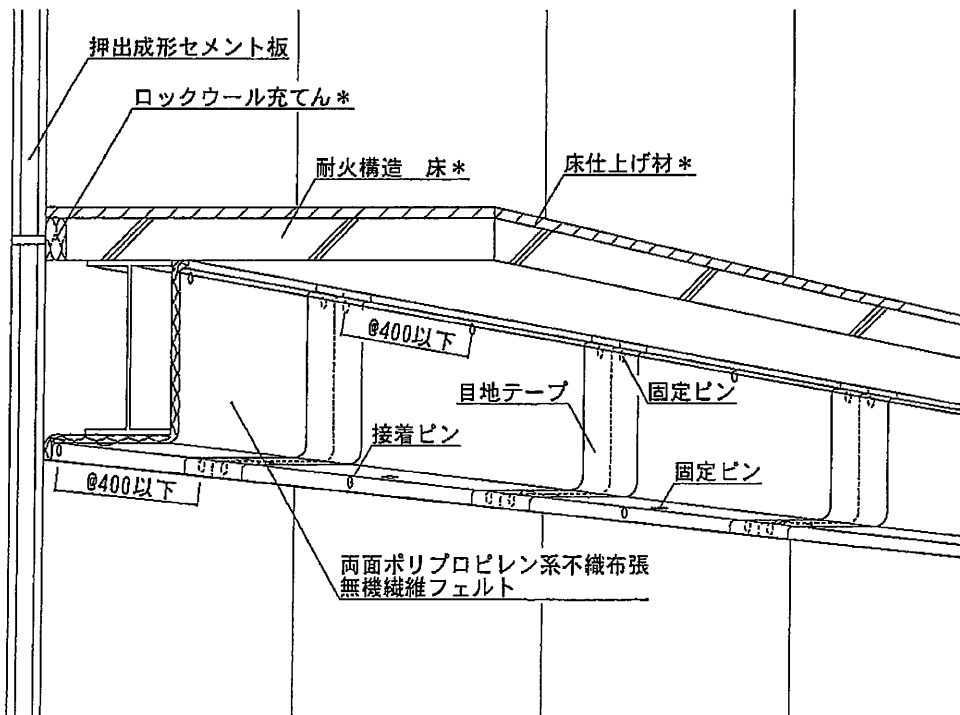 押出成形セメント板
ロックウール充てん*
耐火構造　床*
床仕上げ材*
@400以下
目地テープ
固定ピン
接着ピン
固定ピン
@400以下
両面ポリプロピレン系不織布張
無機繊維フェルト